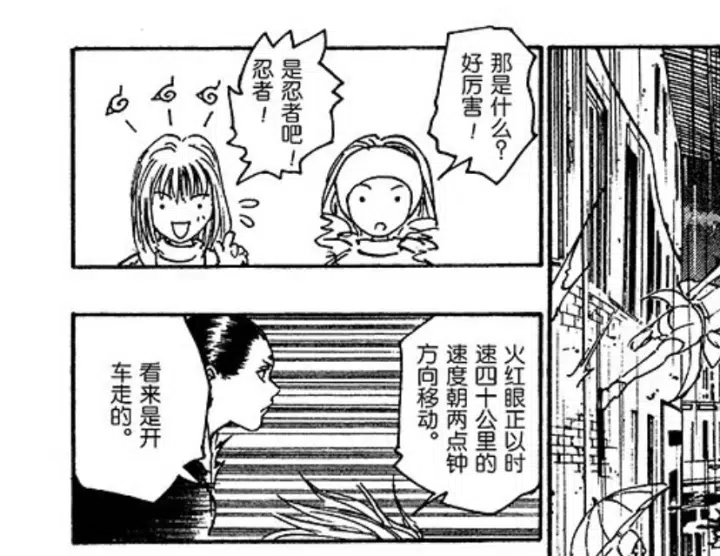 那是什么？
好厉害！
是忍者吧！
忍者！
火红眼正以时
速四十公里的
速度朝两点钟
方向移动。
看来是开
车走的。